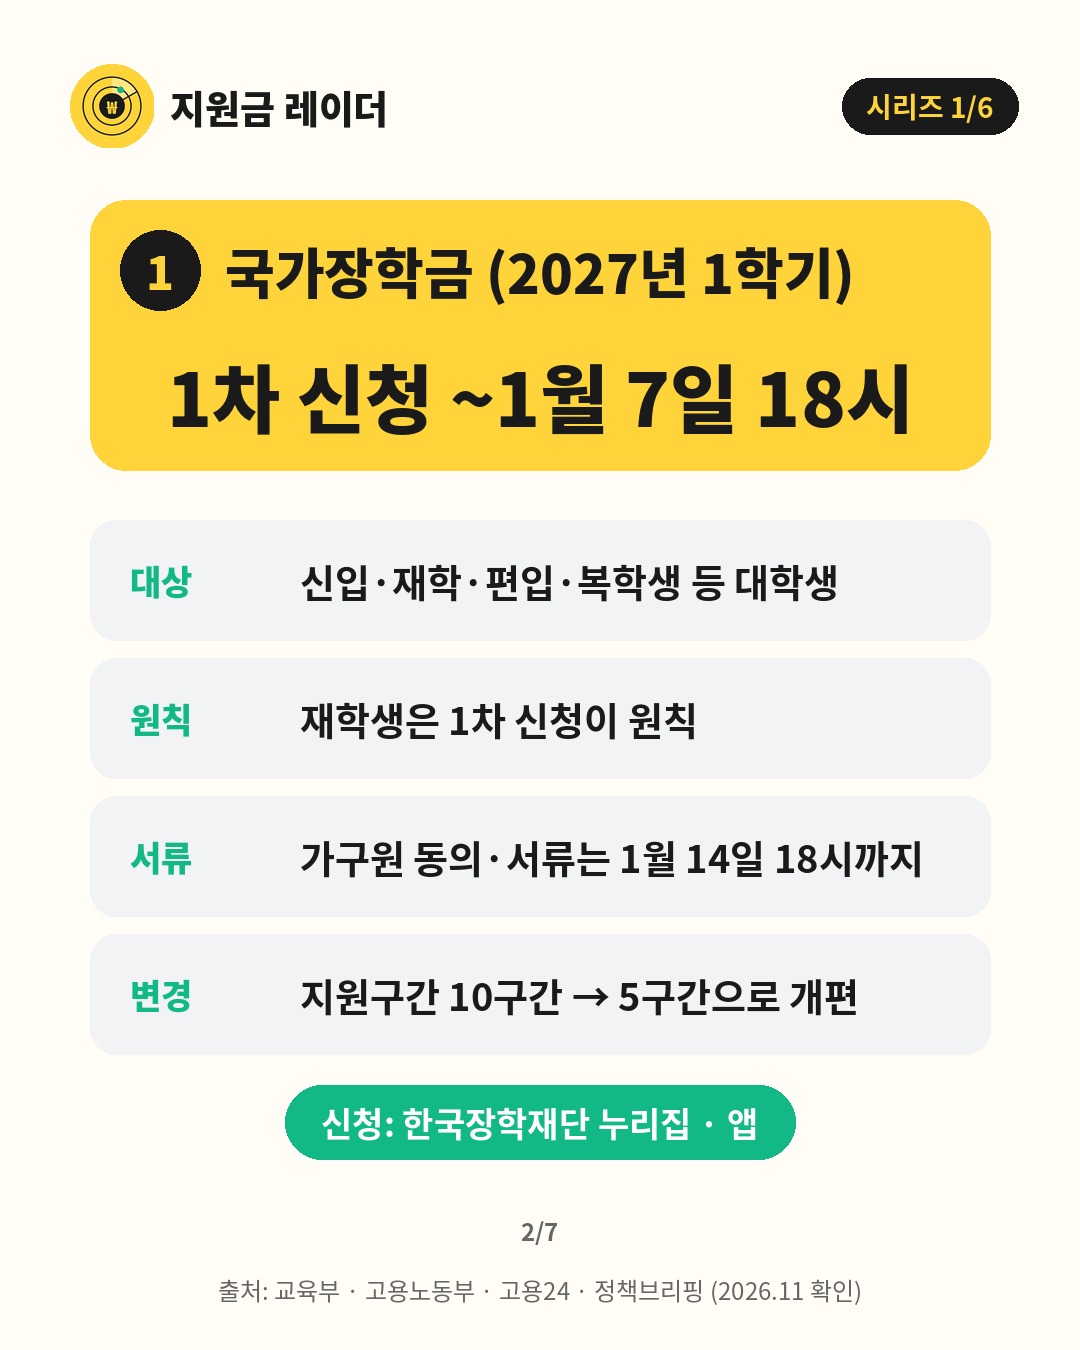 ₩
지원금 레이더
시리즈 1/6
1 국가장학금 (2027년 1학기)
1차 신청 ~1월 7일 18시
대상 신입·재학·편입·복학생 등 대학생
원칙 재학생은 1차 신청이 원칙
서류 가구원 동의·서류는 1월 14일 18시까지
변경 지원구간 10구간 → 5구간으로 개편
신청: 한국장학재단 누리집 · 앱
2/7
출처: 교육부 · 고용노동부 · 고용24 · 정책브리핑 (2026.11 확인)